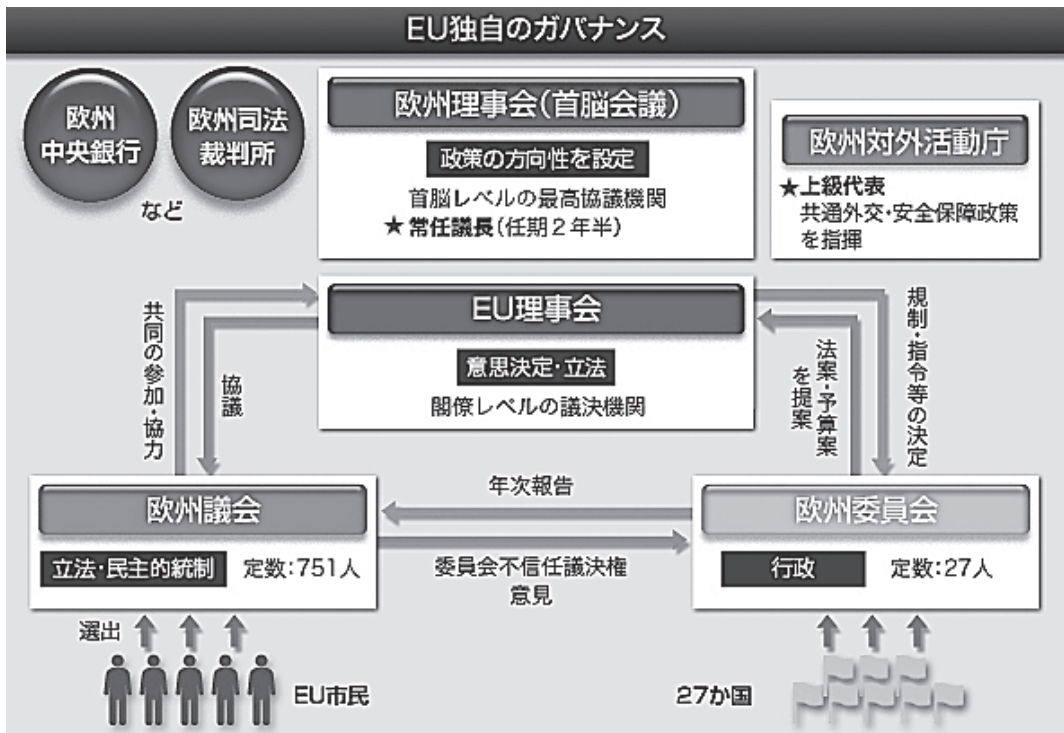 EU独自のガバナンス
欧州
中央銀行
欧州司法
裁判所
など
欧州理事会(首脳会議)
政策の方向性を設定
首脳レベルの最高協議機関
★常任議長(任期2年半)
欧州対外活動庁
★上級代表
共通外交・安全保障政策
を指揮
EU理事会
意思決定・立法
閣僚レベルの議決機関
共同の参加・協力
協議
法案・予算案
を提案
規制・指令等の決定
欧州議会
立法・民主的統制 定数:751人
年次報告
委員会不信任議決権
意見
欧州委員会
行政 定数:27人
選出
EU市民
27か国